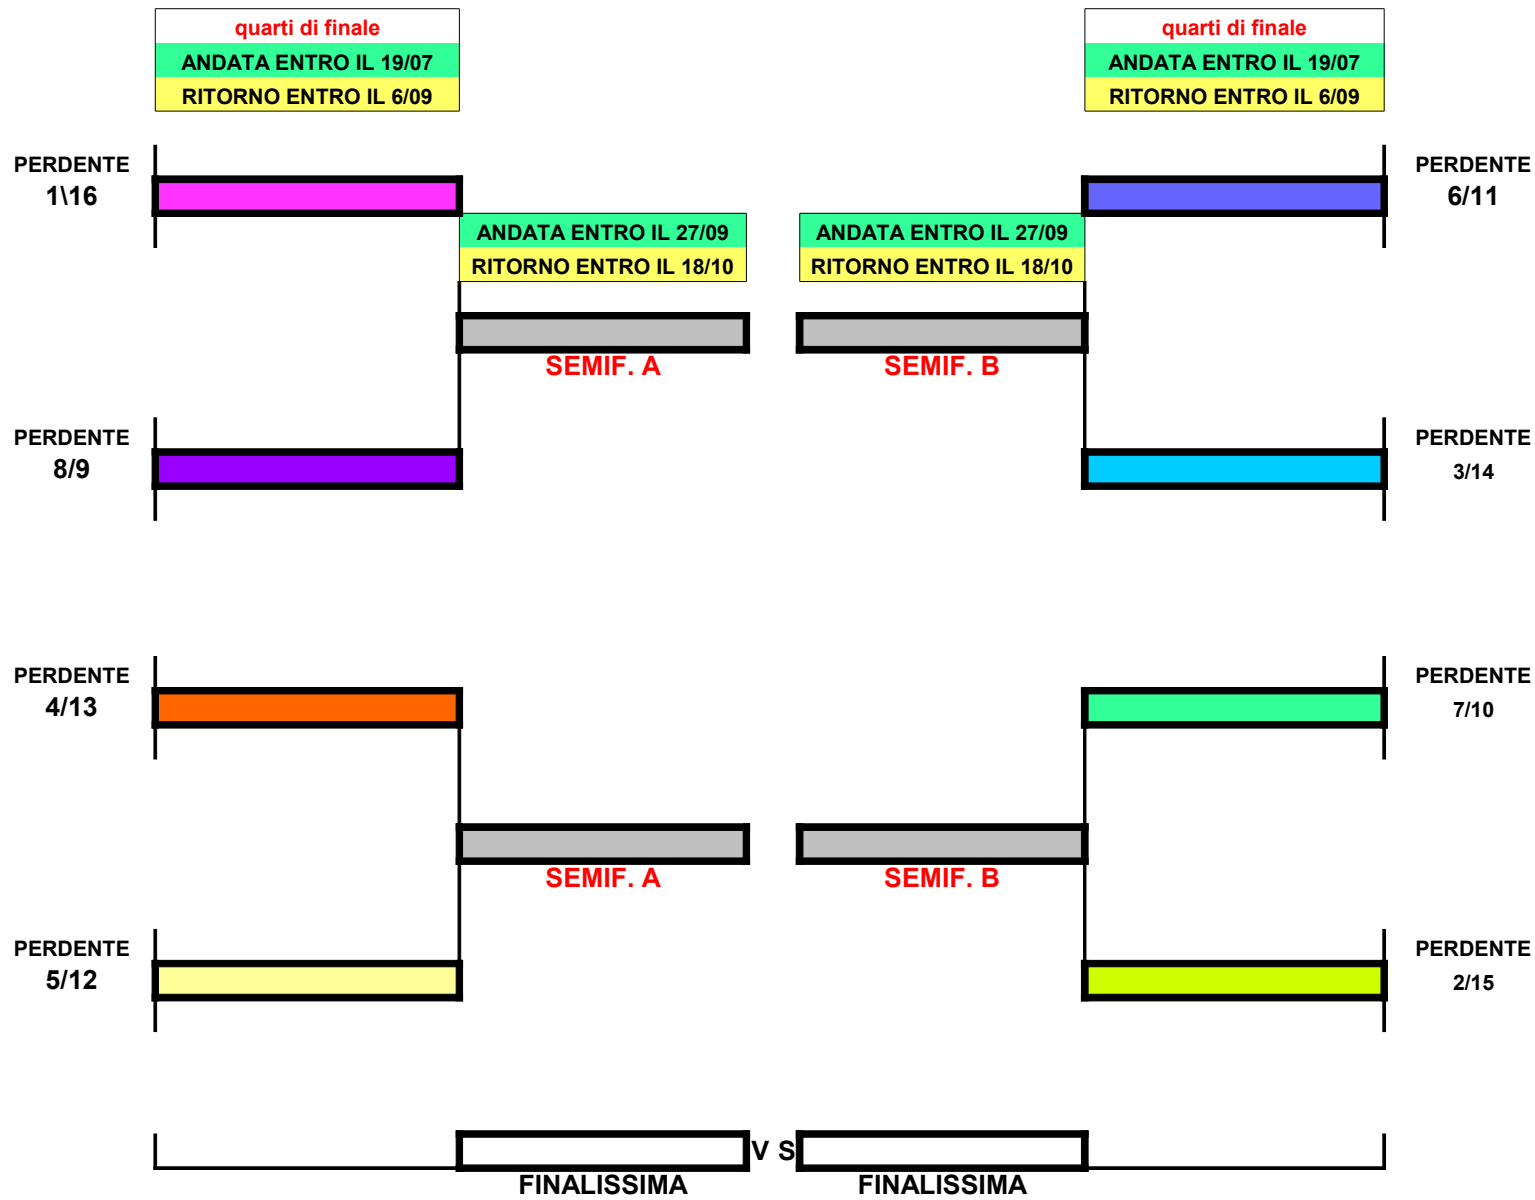 quarti di finale
ANDATA ENTRO IL 19/07
RITORNO ENTRO IL 6/09
quarti di finale
ANDATA ENTRO IL 19/07
RITORNO ENTRO IL 6/09
PERDENTE
1\16
PERDENTE
6/11
ANDATA ENTRO IL 27/09
RITORNO ENTRO IL 18/10
ANDATA ENTRO IL 27/09
RITORNO ENTRO IL 18/10
SEMIF. A
SEMIF. B
PERDENTE
8/9
PERDENTE
3/14
PERDENTE
4/13
PERDENTE
7/10
SEMIF. A
SEMIF. B
PERDENTE
5/12
PERDENTE
2/15
V S
FINALISSIMA
FINALISSIMA